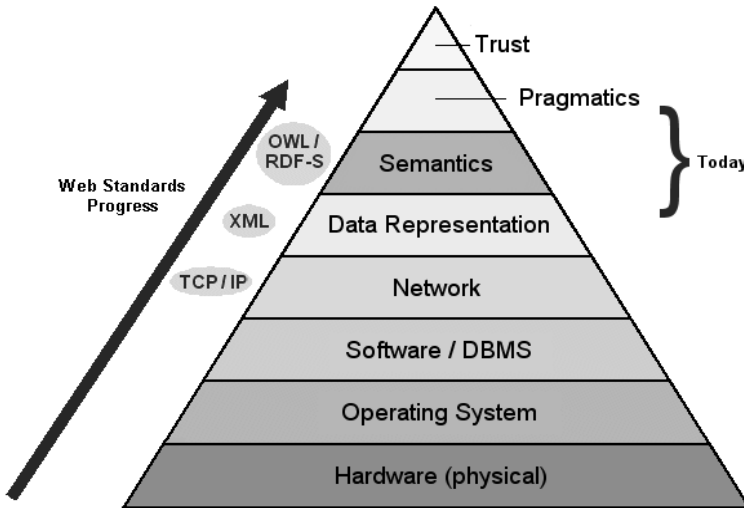 Trust
Pragmatics
OWL /
RDF-S
Semantics
Today
Web Standards
Progress
XML
Data Representation
TCP / IP
Network
Software / DBMS
Operating System
Hardware (physical)